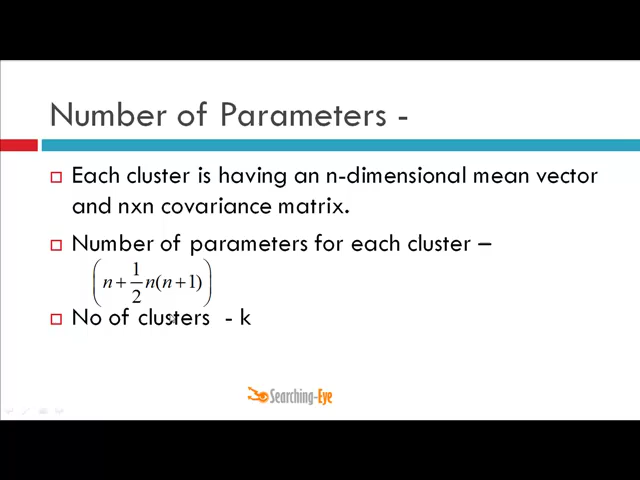 Number of Parameters -
Each cluster is having an n-dimensional mean vector
and nxn covariance matrix.
Number of parameters for each cluster –
(n + 1/2 n(n + 1))
No of clusters - k
Searching-Eye